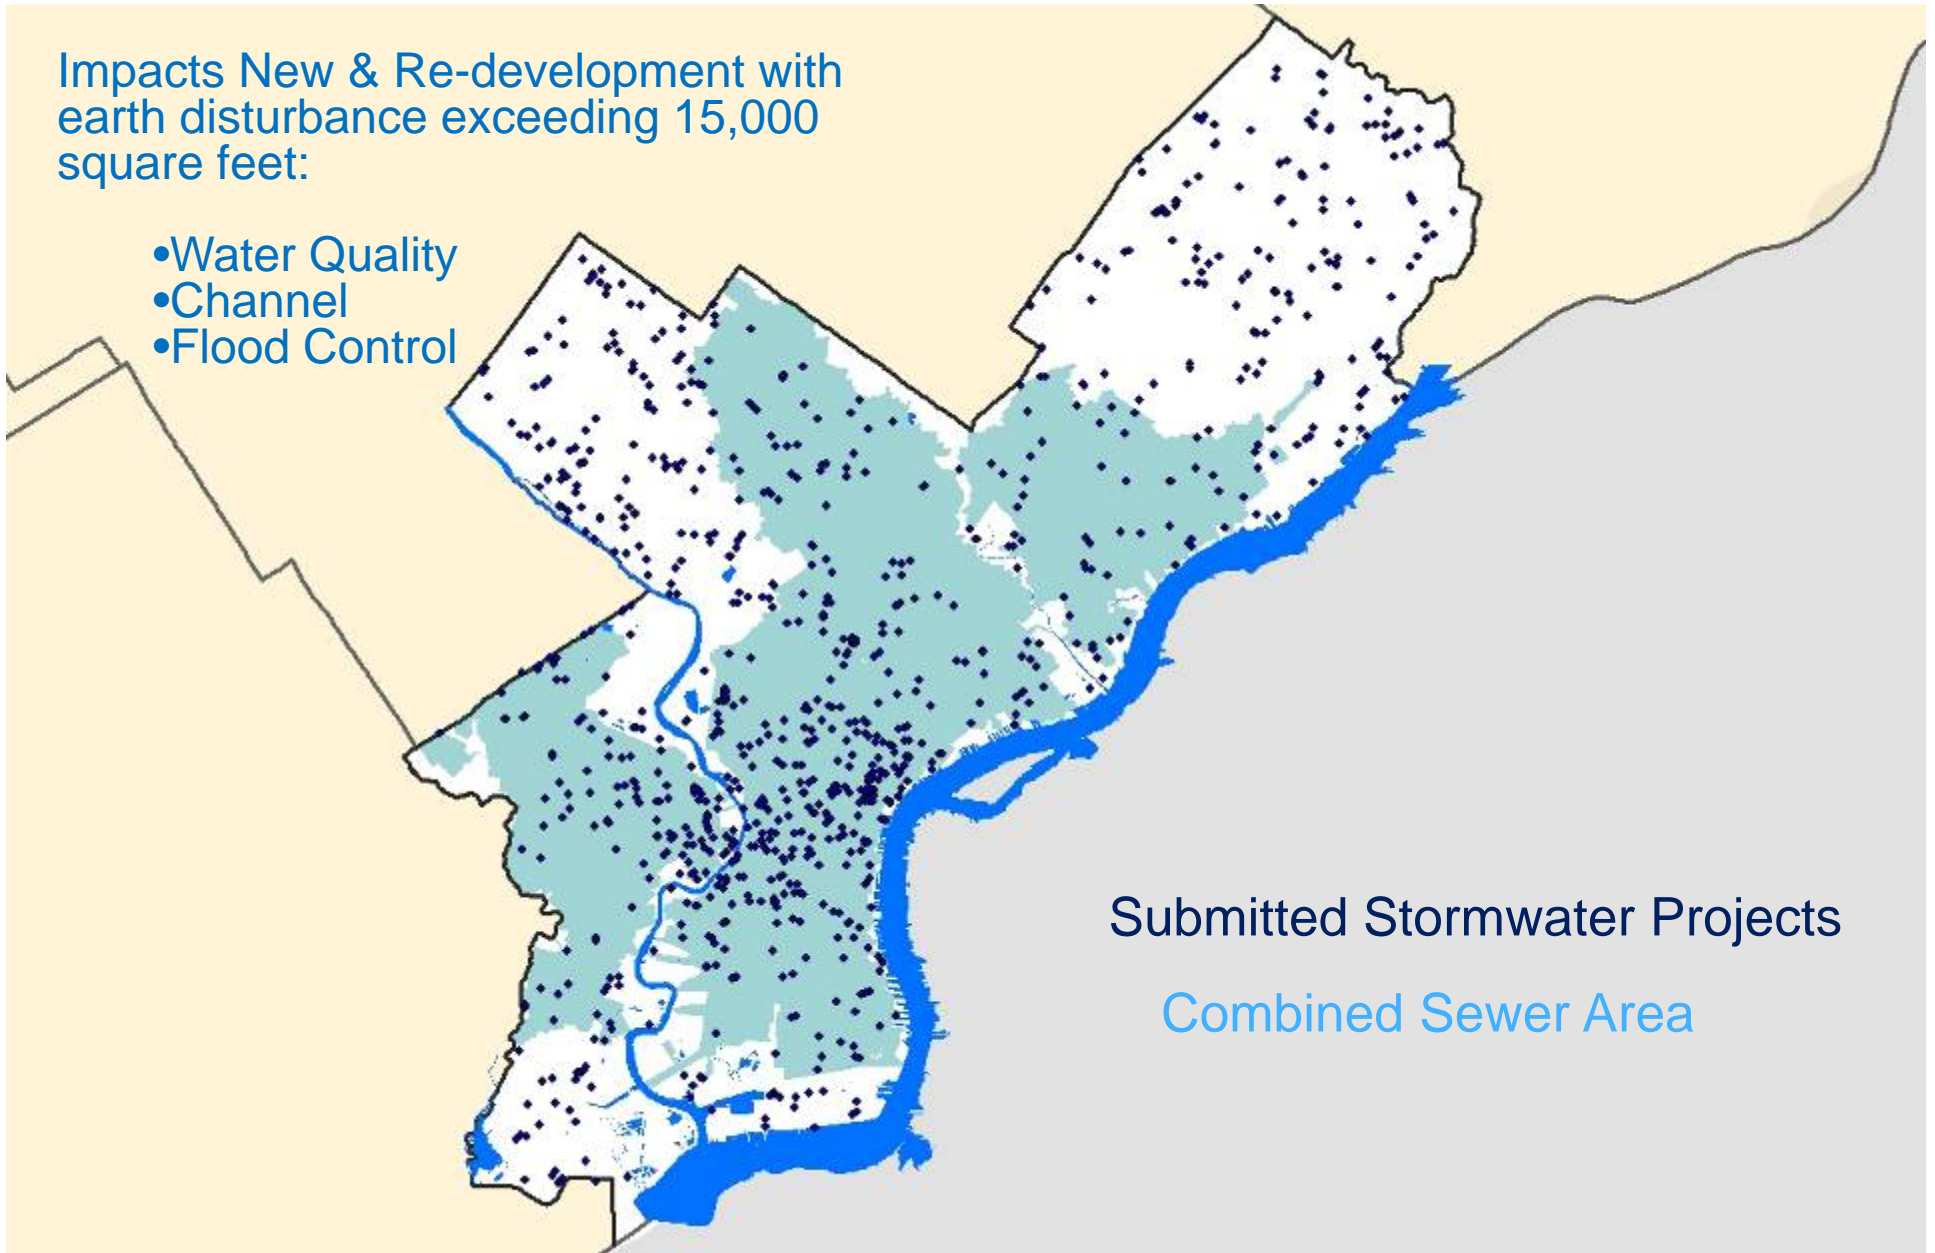 Impacts New & Re-development with
earth disturbance exceeding 15,000
square feet:
•Water Quality
•Channel
•Flood Control
Submitted Stormwater Projects
Combined Sewer Area